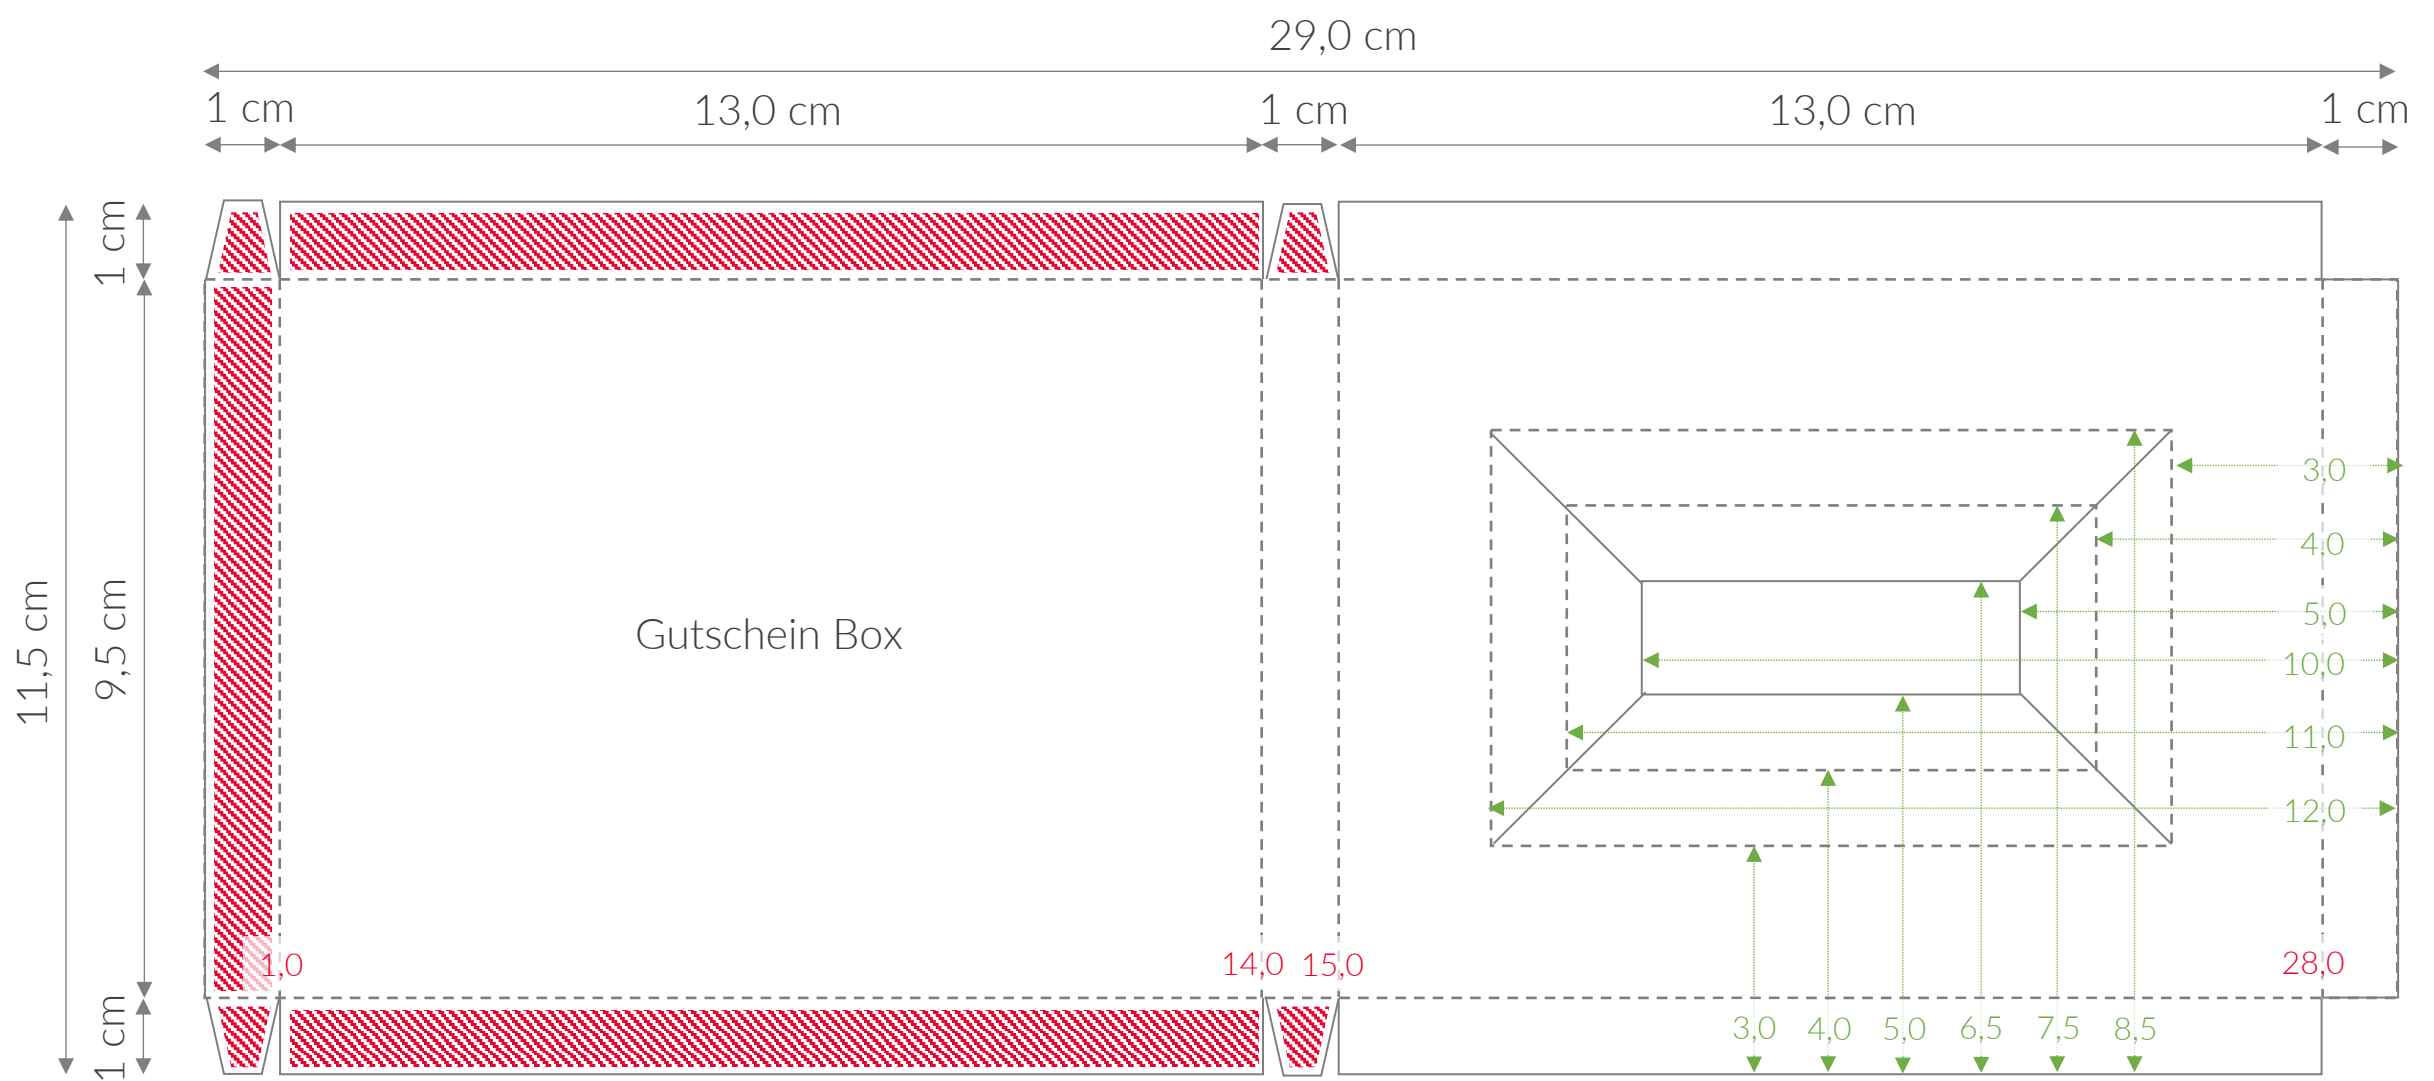 29,0 cm
1 cm
13,0 cm
1 cm
13,0 cm
1 cm
1 cm
11,5 cm
9,5 cm
1 cm
Gutschein Box
3,0
4,0
5,0
10,0
11,0
12,0
1,0
14,0
15,0
28,0
3,0
4,0
5,0
6,5
7,5
8,5